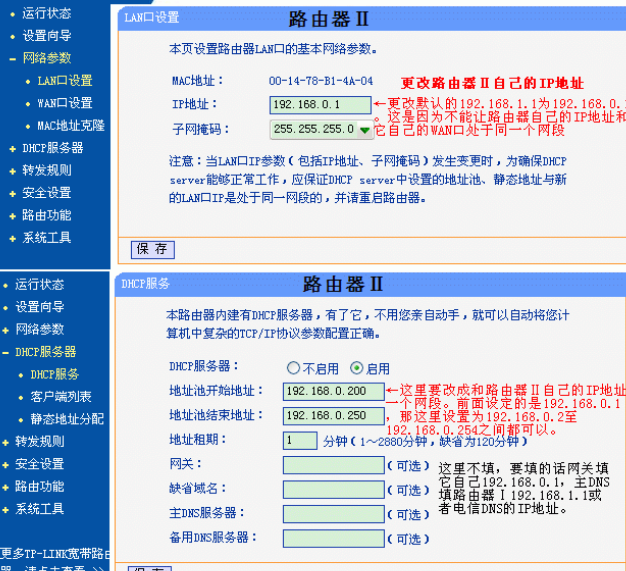 运行状态
设置向导
网络参数
LAN口设置
WAN口设置
MAC地址克隆
DHCP服务器
转发规则
安全设置
路由功能
系统工具
LAN口设置
路由器Ⅱ
本页设置路由器LAN口的基本网络参数。
MAC地址： 00-14-78-B1-4A-04 更改路由器Ⅱ自己的IP地址
IP地址： 192.168.0.1 ←更改默认的192.168.1.1为192.168.0.1
。这是因为不能让路由器自己的IP地址和
子网掩码： 255.255.255.0 它自己的WAN口处于同一个网段
注意：当LAN口IP参数（包括IP地址、子网掩码）发生变更时，为确保DHCP
server能够正常工作，应保证DHCP server中设置的地址池、静态地址与新
的LAN口IP是处于同一网段的，并请重启路由器。
保 存
运行状态
设置向导
网络参数
DHCP服务器
DHCP服务
客户端列表
静态地址分配
转发规则
安全设置
路由功能
系统工具
更多TP-LINK宽带路由
器，请点击查看 >>
DHCP服务
路由器Ⅱ
本路由器内建有DHCP服务器，有了它，不用您亲自动手，就可以自动将您计
算机中复杂的TCP/IP协议参数配置正确。
DHCP服务器： 不启用 启用
地址池开始地址： 192.168.0.200 ←这里要改成和路由器Ⅱ自己的IP地址
一个网段。前面设定的是192.168.0.1
地址池结束地址： 192.168.0.250 ，那这里设置为192.168.0.2至
192.168.0.254之间都可以。
地址租期： 1 分钟（1～2880分钟，缺省为120分钟）
网关： （可选） 这里不填，要填的话网关填
缺省域名： （可选） 它自己192.168.0.1，主DNS
填路由器Ⅰ192.168.1.1或
主DNS服务器： （可选） 者电信DNS的IP地址。
备用DNS服务器： （可选）
保 存